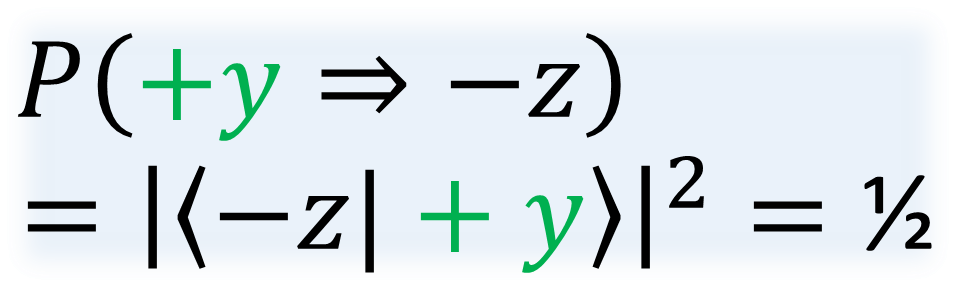 P(+y ⇒ −z)
= |⟨−z| + y⟩|² = ½